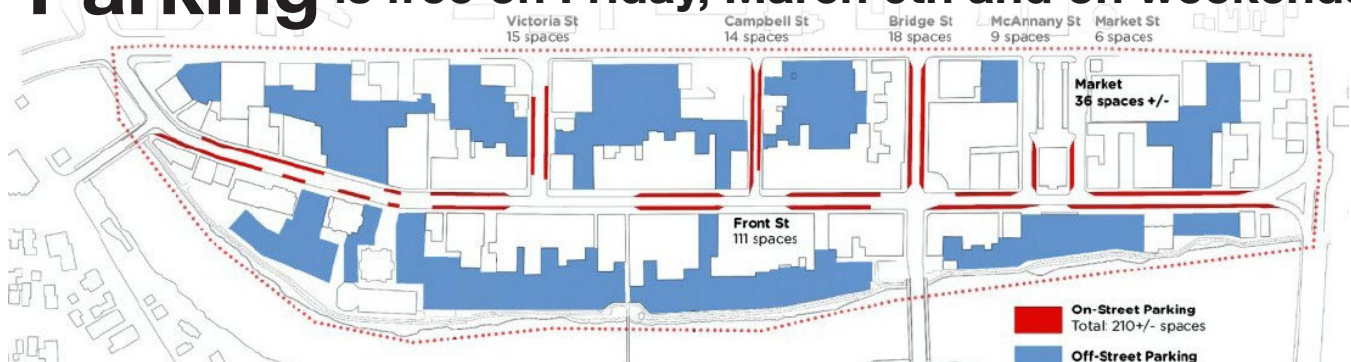 Parking is free on Friday, March 6th and on weekends
Victoria St
15 spaces
Campbell St
14 spaces
Bridge St
18 spaces
McAnnany St
9 spaces
Market St
6 spaces
Market
36 spaces +/-
Front St
111 spaces
On-Street Parking
Total: 210+/- spaces
Off-Street Parking